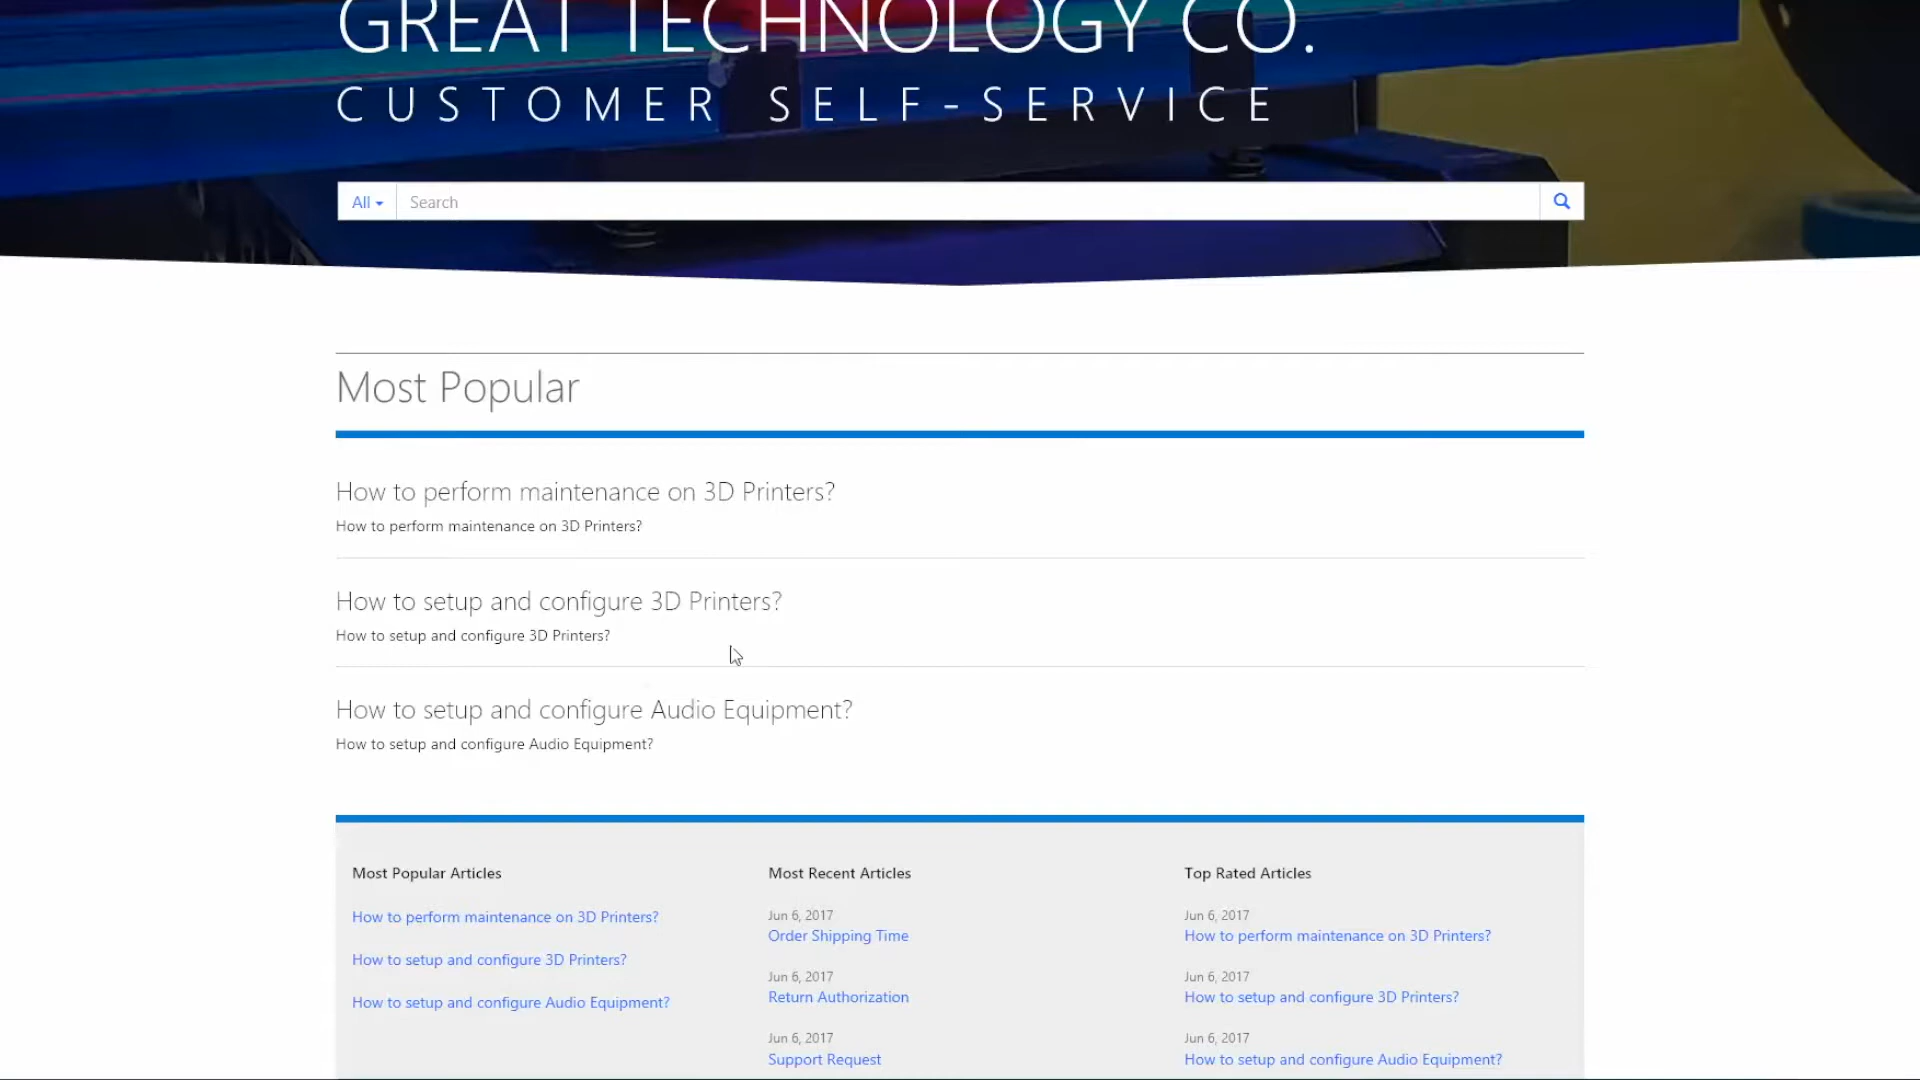 GREAT TECHNOLOGY CO.
CUSTOMER SELF-SERVICE
All Search
Most Popular
How to perform maintenance on 3D Printers?
How to perform maintenance on 3D Printers?
How to setup and configure 3D Printers?
How to setup and configure 3D Printers?
How to setup and configure Audio Equipment?
How to setup and configure Audio Equipment?
Most Popular Articles
How to perform maintenance on 3D Printers?
How to setup and configure 3D Printers?
How to setup and configure Audio Equipment?
Most Recent Articles
Jun 6, 2017
Order Shipping Time
Jun 6, 2017
Return Authorization
Jun 6, 2017
Support Request
Top Rated Articles
Jun 6, 2017
How to perform maintenance on 3D Printers?
Jun 6, 2017
How to setup and configure 3D Printers?
Jun 6, 2017
How to setup and configure Audio Equipment?